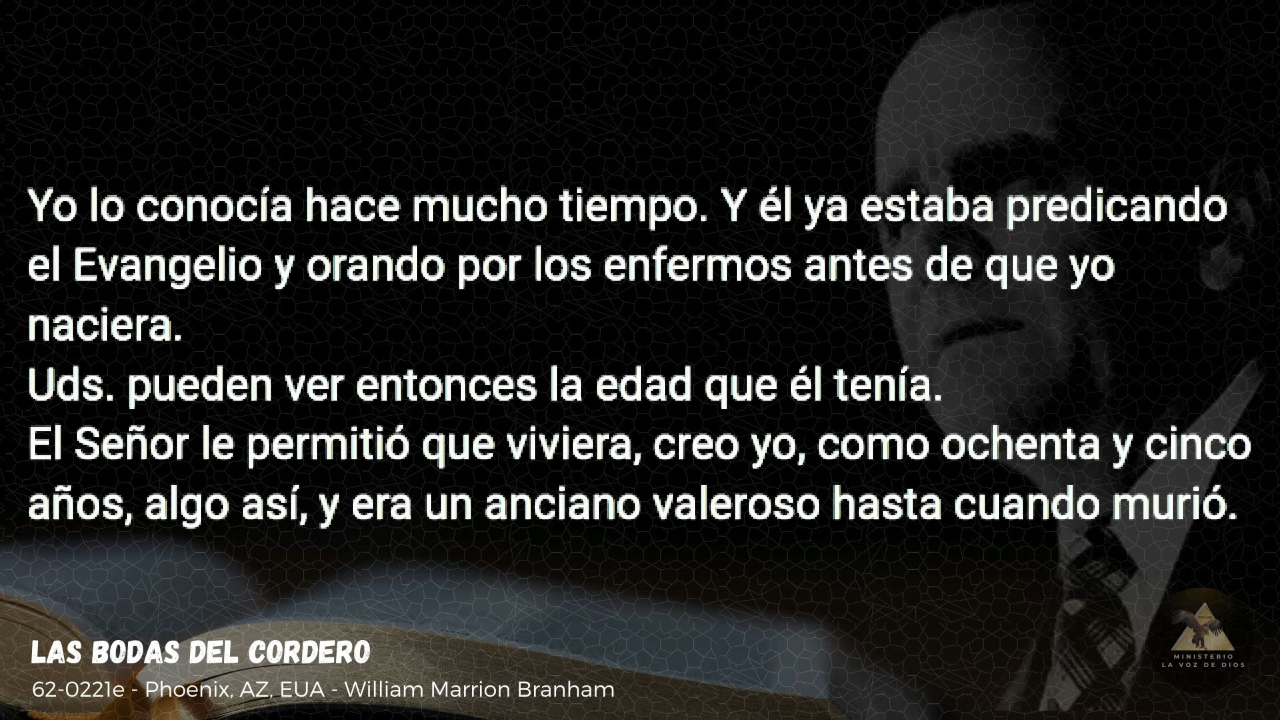 Yo lo conocía hace mucho tiempo. Y él ya estaba predicando
el Evangelio y orando por los enfermos antes de que yo
naciera.
Uds. pueden ver entonces la edad que él tenía.
El Señor le permitió que viviera, creo yo, como ochenta y cinco
años, algo así, y era un anciano valeroso hasta cuando murió.
LAS BODAS DEL CORDERO
62-0221e - Phoenix, AZ, EUA - William Marrion Branham
MINISTERIO
LA VOZ DE DIOS